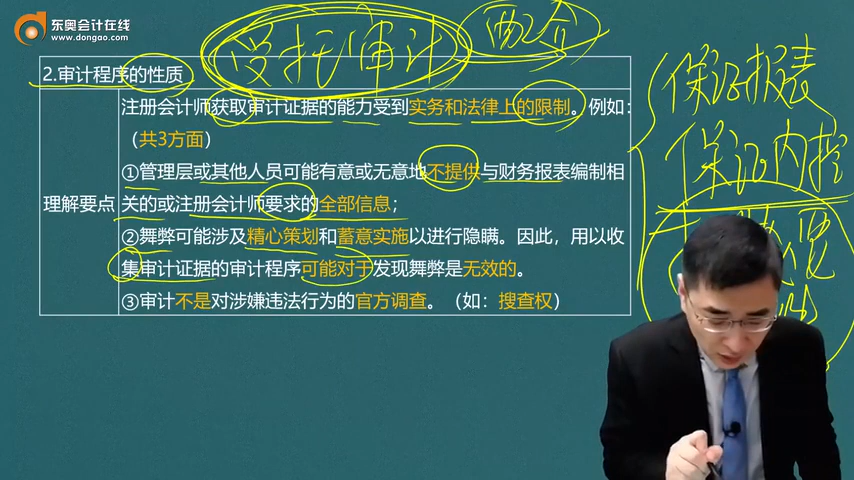 东奥会计在线
www.dongao.com
受托审计
2.审计程序的性质
理解要点
注册会计师获取审计证据的能力受到实务和法律上的限制。例如:
(共3方面)
①管理层或其他人员可能有意或无意地不提供与财务报表编制相
关的或注册会计师要求的全部信息;
②舞弊可能涉及精心策划和蓄意实施以进行隐瞒。因此，用以收
集审计证据的审计程序可能对于发现舞弊是无效的。
③审计不是对涉嫌违法行为的官方调查。(如:搜查权)
保证报表
保证内控